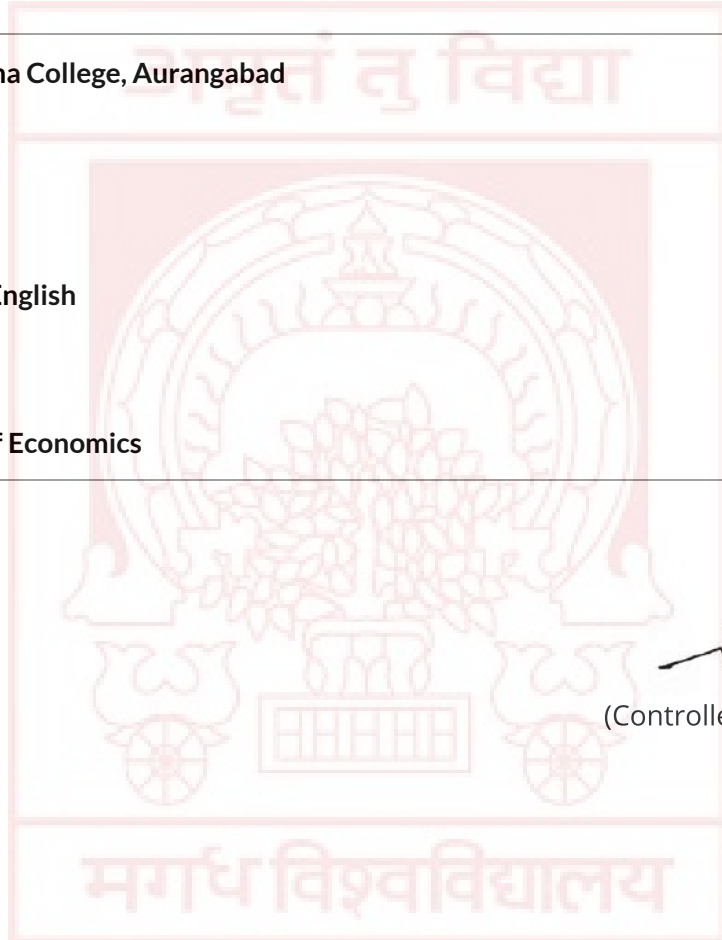 अमृतं तु विद्या
na College, Aurangabad
English
f Economics
(Controlle
मगध विश्वविद्यालय